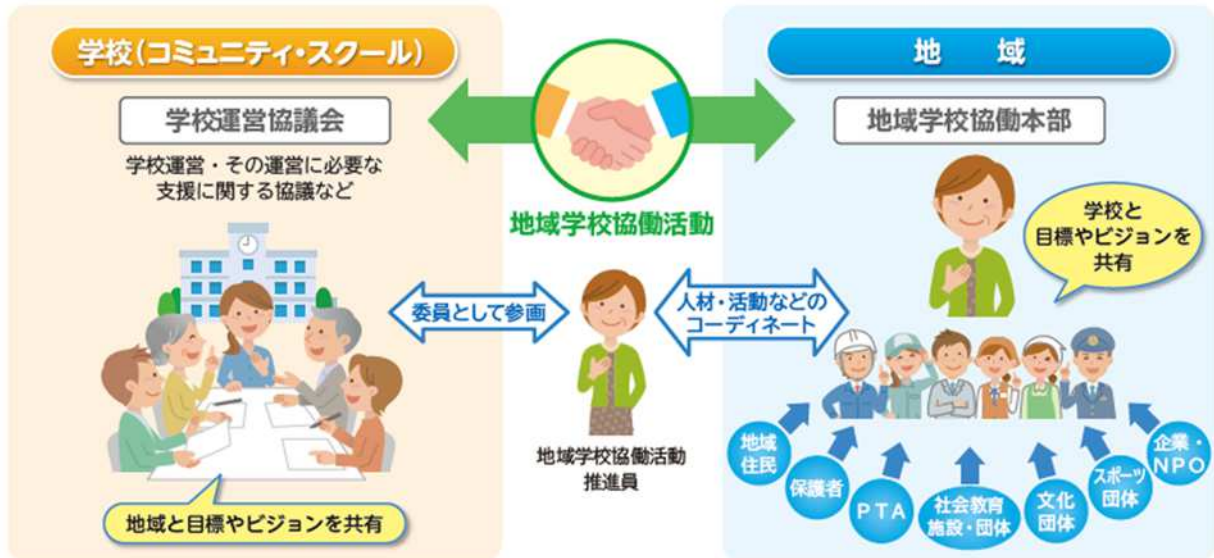 学校(コミュニティ・スクール)
学校運営協議会
学校運営・その運営に必要な
支援に関する協議など
地域と目標やビジョンを共有
地域学校協働活動
委員として参画
人材・活動などの
コーディネート
地域学校協働活動
推進員
地　域
地域学校協働本部
学校と
目標やビジョンを
共有
地域
住民
保護者
PTA
社会教育
施設・団体
文化
団体
スポーツ
団体
企業・
NPO